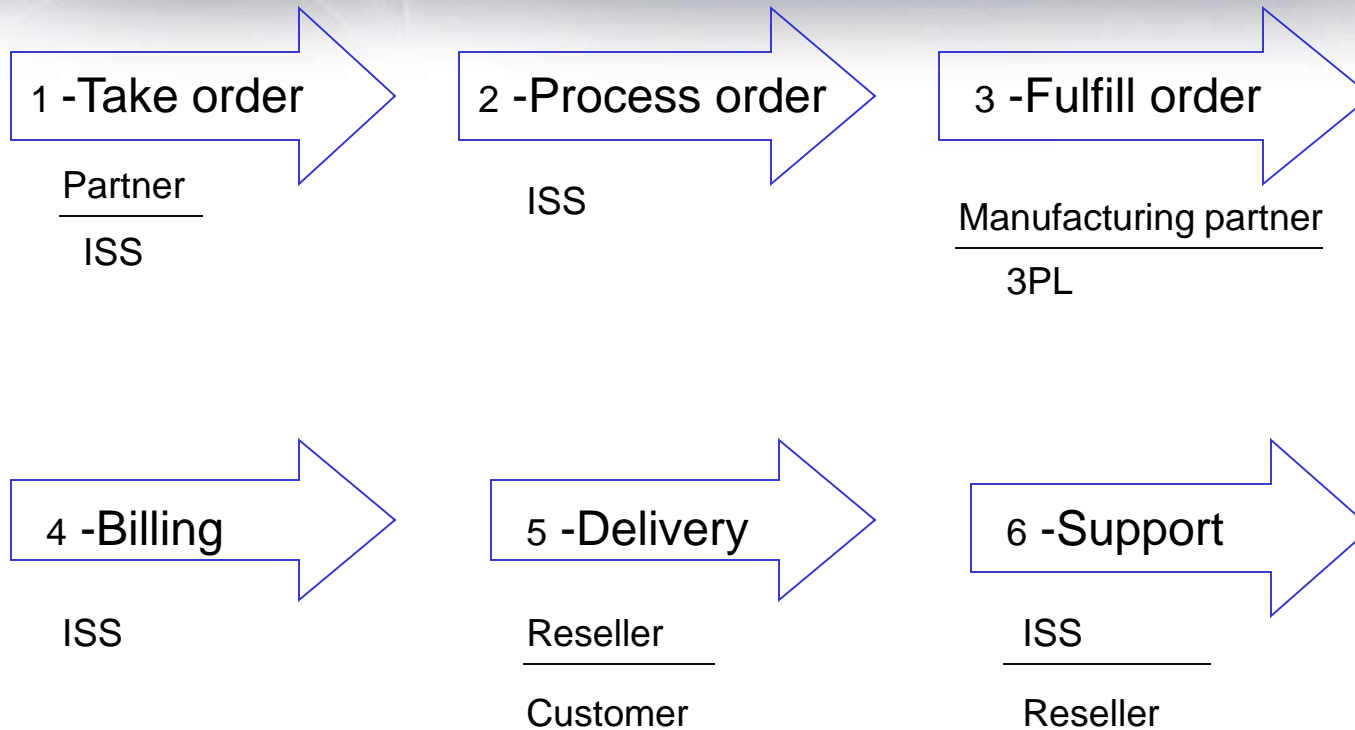 1 -Take order
Partner
ISS
2 -Process order
ISS
3 -Fulfill order
Manufacturing partner
3PL
4 -Billing
ISS
5 -Delivery
Reseller
Customer
6 -Support
ISS
Reseller